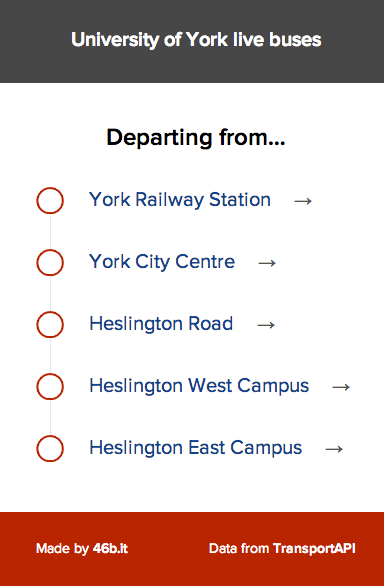 University of York live buses
Departing from...
York Railway Station →
York City Centre →
Heslington Road →
Heslington West Campus →
Heslington East Campus →
Made by 46b.it Data from TransportAPI